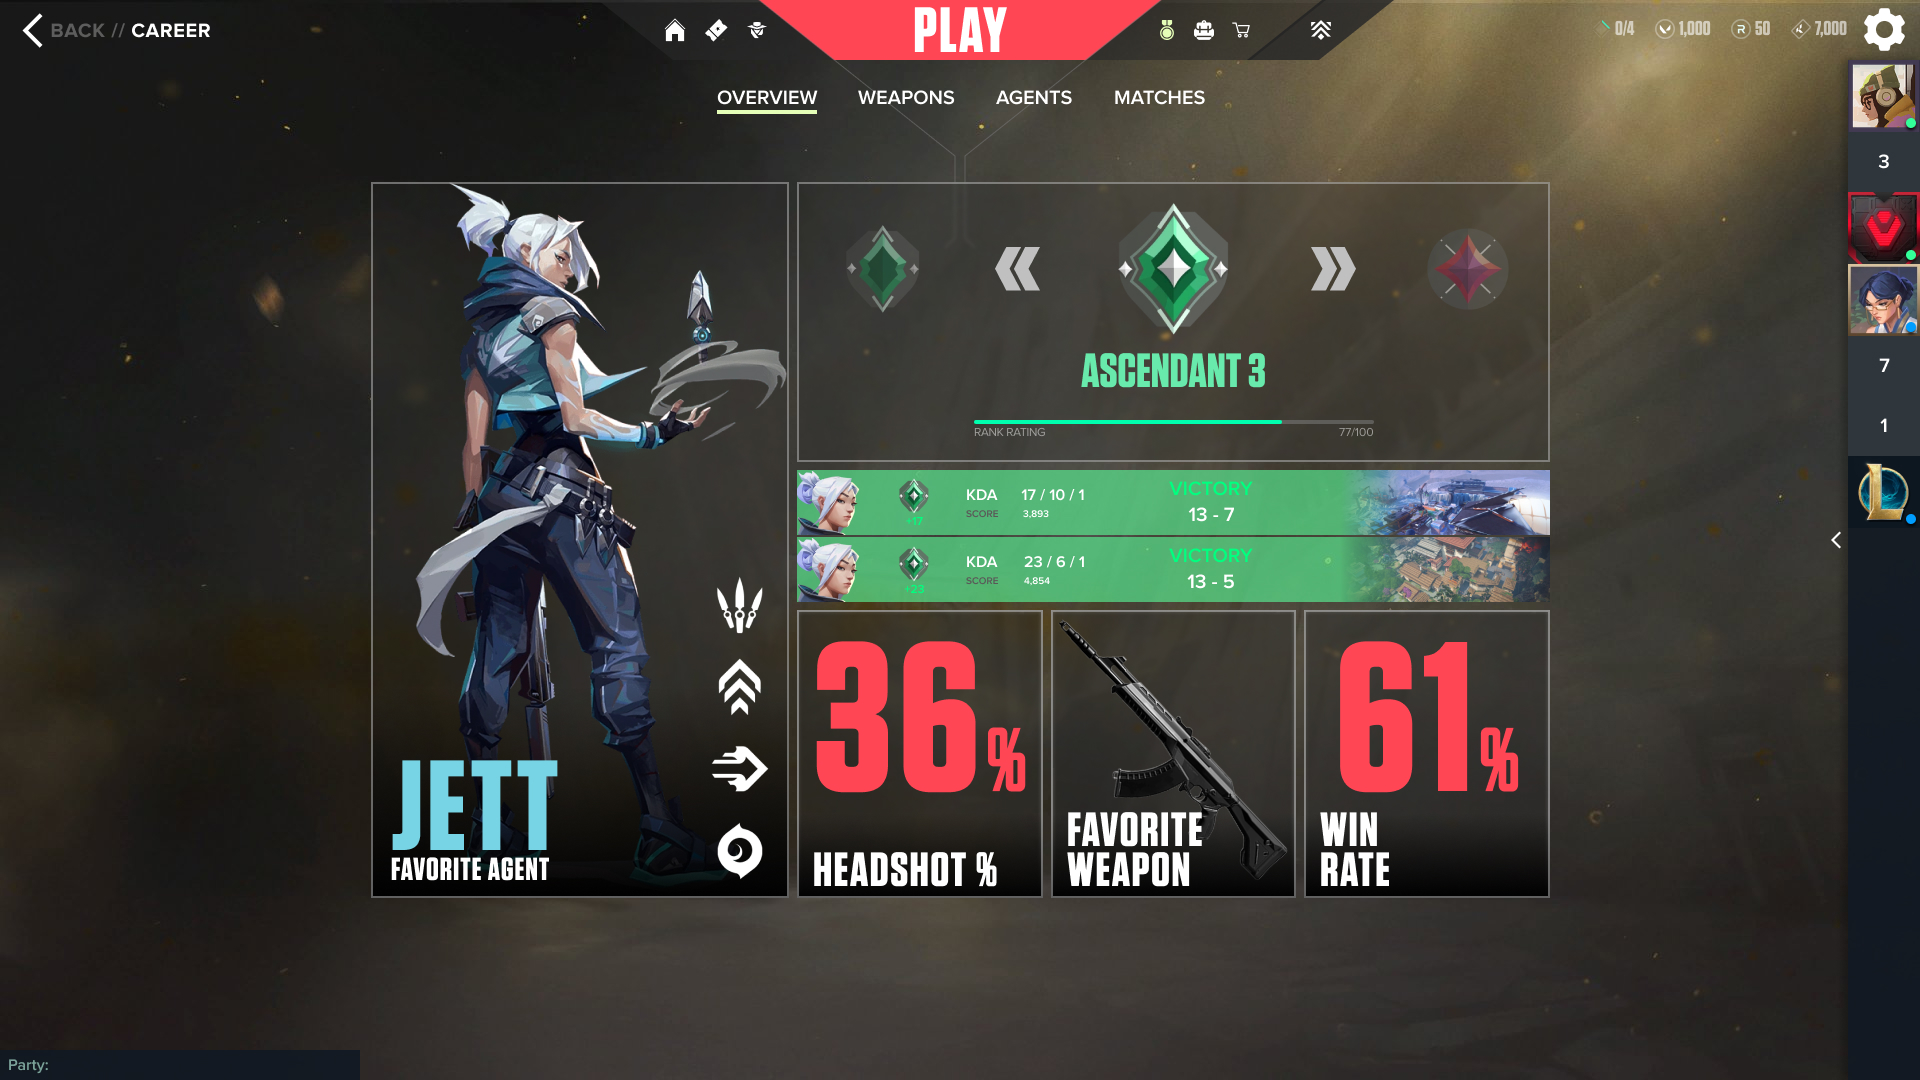 BACK // CAREER
PLAY
0/4
1,000
R 50
7,000
OVERVIEW
WEAPONS
AGENTS
MATCHES
3
7
1
ASCENDANT 3
RANK RATING
77/100
+17
KDA 17 / 10 / 1
SCORE 3,893
VICTORY
13 - 7
+23
KDA 23 / 6 / 1
SCORE 4,854
VICTORY
13 - 5
JETT
FAVORITE AGENT
36%
HEADSHOT %
FAVORITE
WEAPON
61%
WIN
RATE
Party: